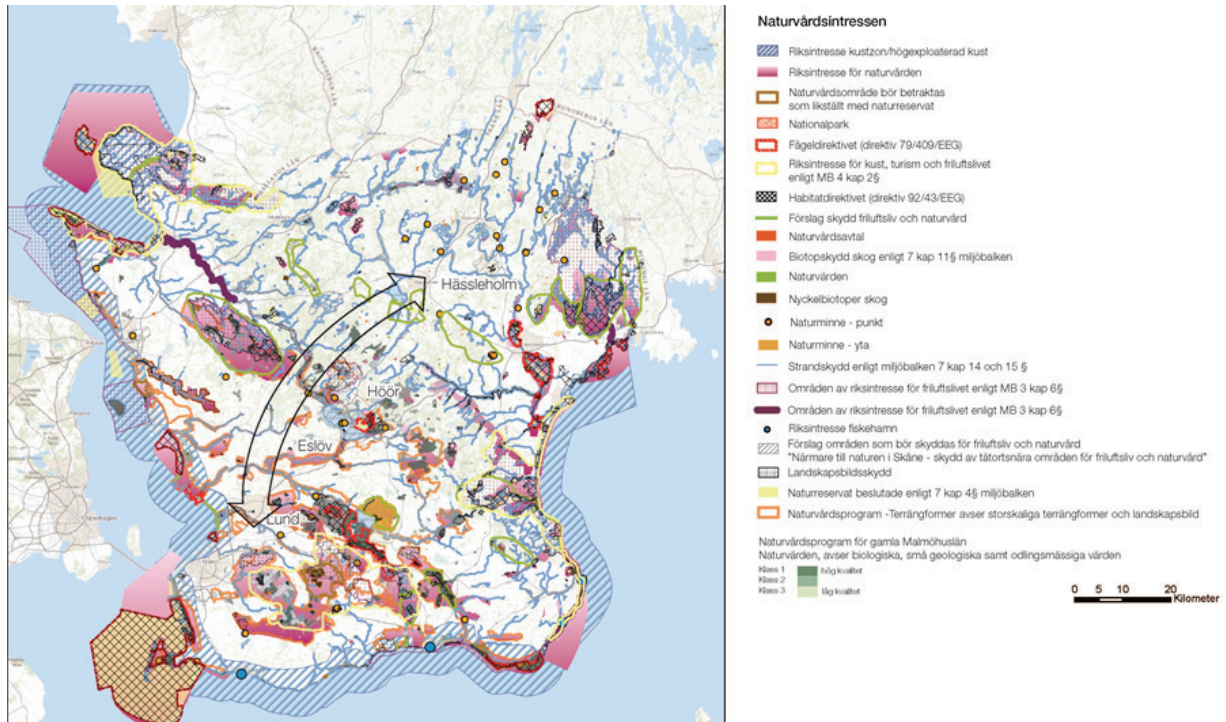 Hässleholm
Höör
Eslöv
Lund
Naturvårdsintressen
Riksintresse kustzon/högexploaterad kust
Riksintresse för naturvården
Naturvårdsområde bör betraktas
som likställt med naturreservat
Nationalpark
Fågeldirektivet (direktiv 79/409/EEG)
Riksintresse för kust, turism och friluftslivet
enligt MB 4 kap 2§
Habitatdirektivet (direktiv 92/43/EEG)
Förslag skydd friluftsliv och naturvård
Naturvårdsavtal
Biotopskydd skog enligt 7 kap 11§ miljöbalken
Naturvärden
Nyckelbiotoper skog
Naturminne - punkt
Naturminne - yta
Strandskydd enligt miljöbalken 7 kap 14 och 15 §
Områden av riksintresse för friluftslivet enligt MB 3 kap 6§
Områden av riksintresse för friluftslivet enligt MB 3 kap 6§
Riksintresse fiskehamn
Förslag områden som bör skyddas för friluftsliv och naturvård
"Närmare till naturen i Skåne - skydd av tätortsnära områden för friluftsliv och naturvård"
Landskapsbildsskydd
Naturreservat beslutade enligt 7 kap 4§ miljöbalken
Naturvårdsprogram -Terrängformer avser storskaliga terrängformer och landskapsbild
Naturvårdsprogram för gamla Malmöhuslän
Naturvärden, avser biologiska, små geologiska samt odlingsmässiga värden
Klass 1 hög kvalitet
Klass 2
Klass 3 låg kvalitet
0 5 10 20
Kilometer